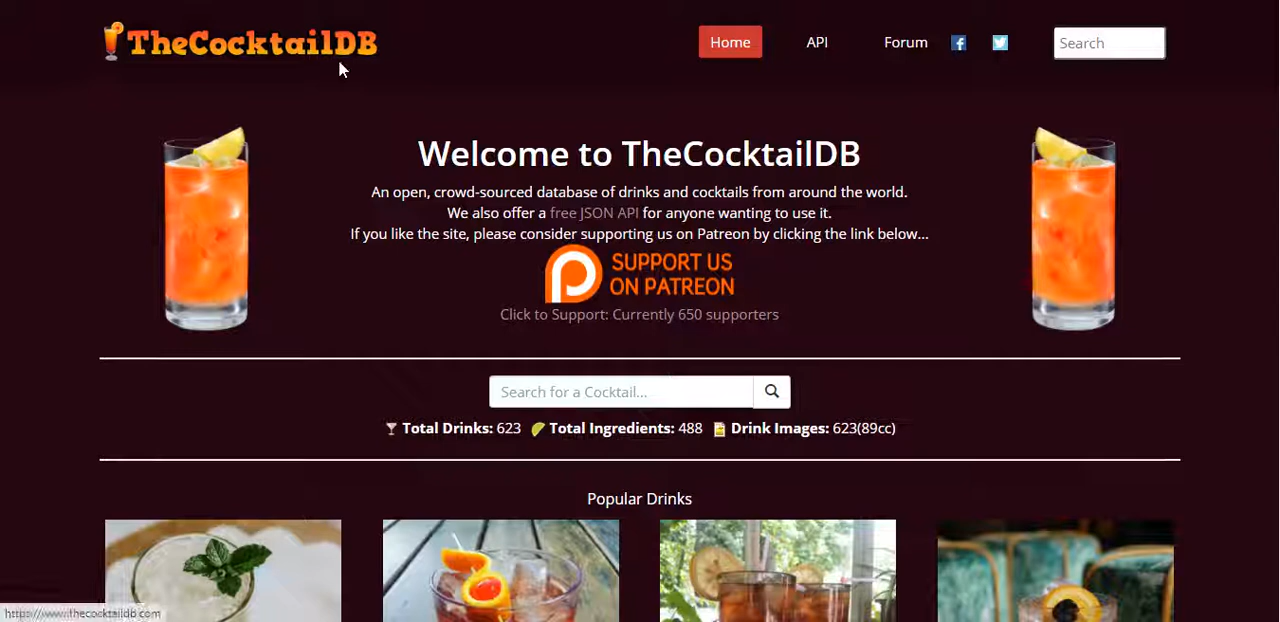 TheCocktailDB
Home
API
Forum
Search
Welcome to TheCocktailDB
An open, crowd-sourced database of drinks and cocktails from around the world.
We also offer a free JSON API for anyone wanting to use it.
If you like the site, please consider supporting us on Patreon by clicking the link below...
SUPPORT US
ON PATREON
Click to Support: Currently 650 supporters
Search for a Cocktail...
Total Drinks: 623 Total Ingredients: 488 Drink Images: 623(89cc)
Popular Drinks
https://www.thecocktaildb.com